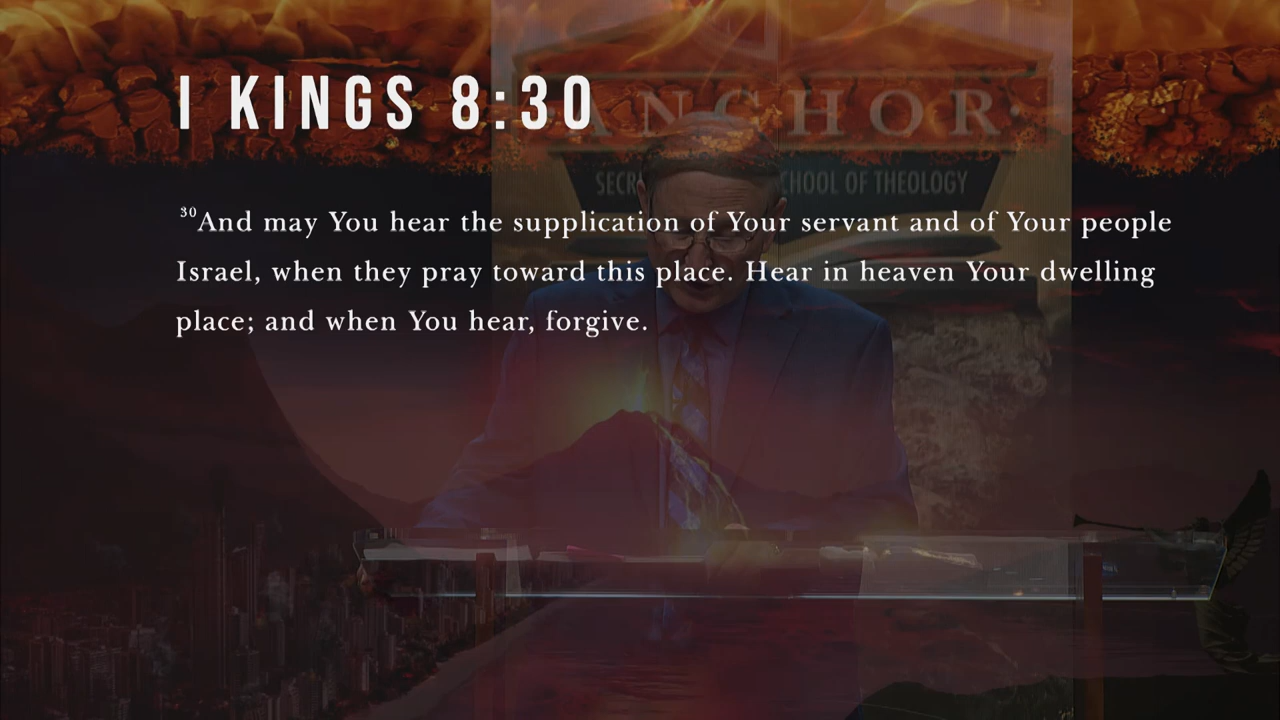 I KINGS 8:30
ANCHOR
SCHOOL OF THEOLOGY
³⁰And may You hear the supplication of Your servant and of Your people
Israel, when they pray toward this place. Hear in heaven Your dwelling
place; and when You hear, forgive.